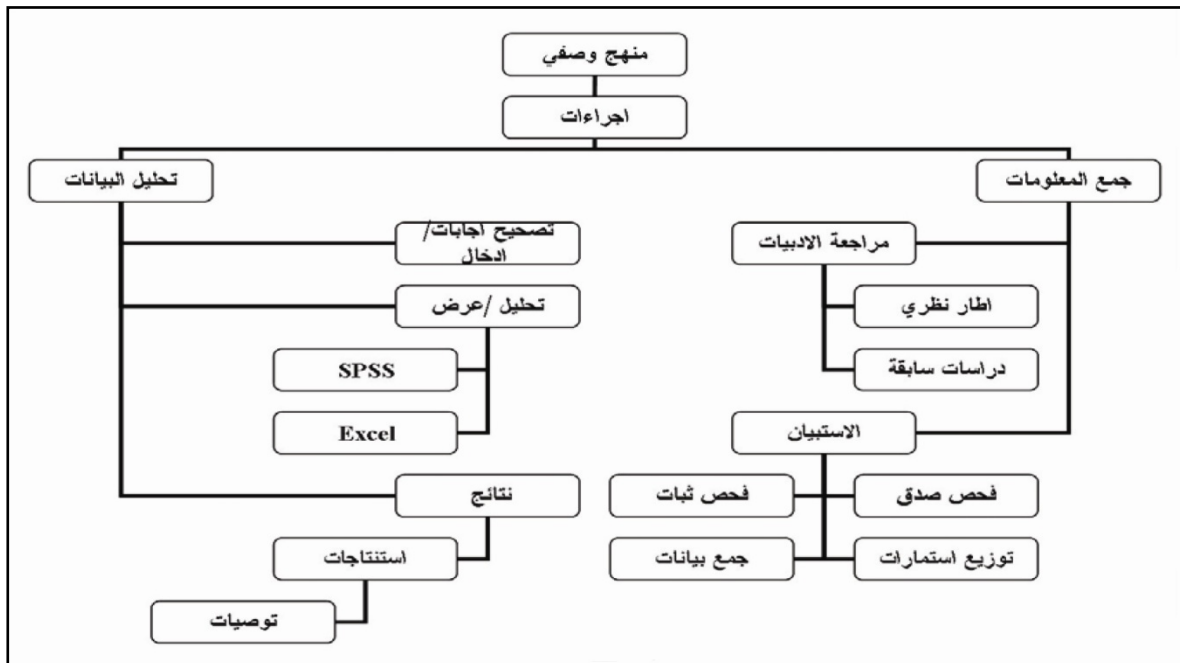 منهج وصفي
اجراءات
جمع المعلومات
مراجعة الادبيات
اطار نظري
دراسات سابقة
الاستبيان
فحص صدق
فحص ثبات
توزيع استمارات
جمع بيانات
تحليل البيانات
تصحيح اجابات/
ادخال
تحليل /عرض
SPSS
Excel
نتائج
استنتاجات
توصيات